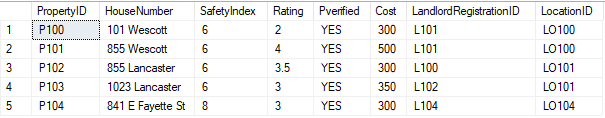 PropertyID HouseNumber SafetyIndex Rating Pverified Cost LandlordRegistrationID LocationID
1 P100 101 Wescott 6 2 YES 300 L101 LO100
2 P101 855 Wescott 6 4 YES 500 L101 LO100
3 P102 855 Lancaster 6 3.5 YES 300 L100 LO101
4 P103 1023 Lancaster 6 3 YES 350 L102 LO101
5 P104 841 E Fayette St 8 3 YES 300 L104 LO104